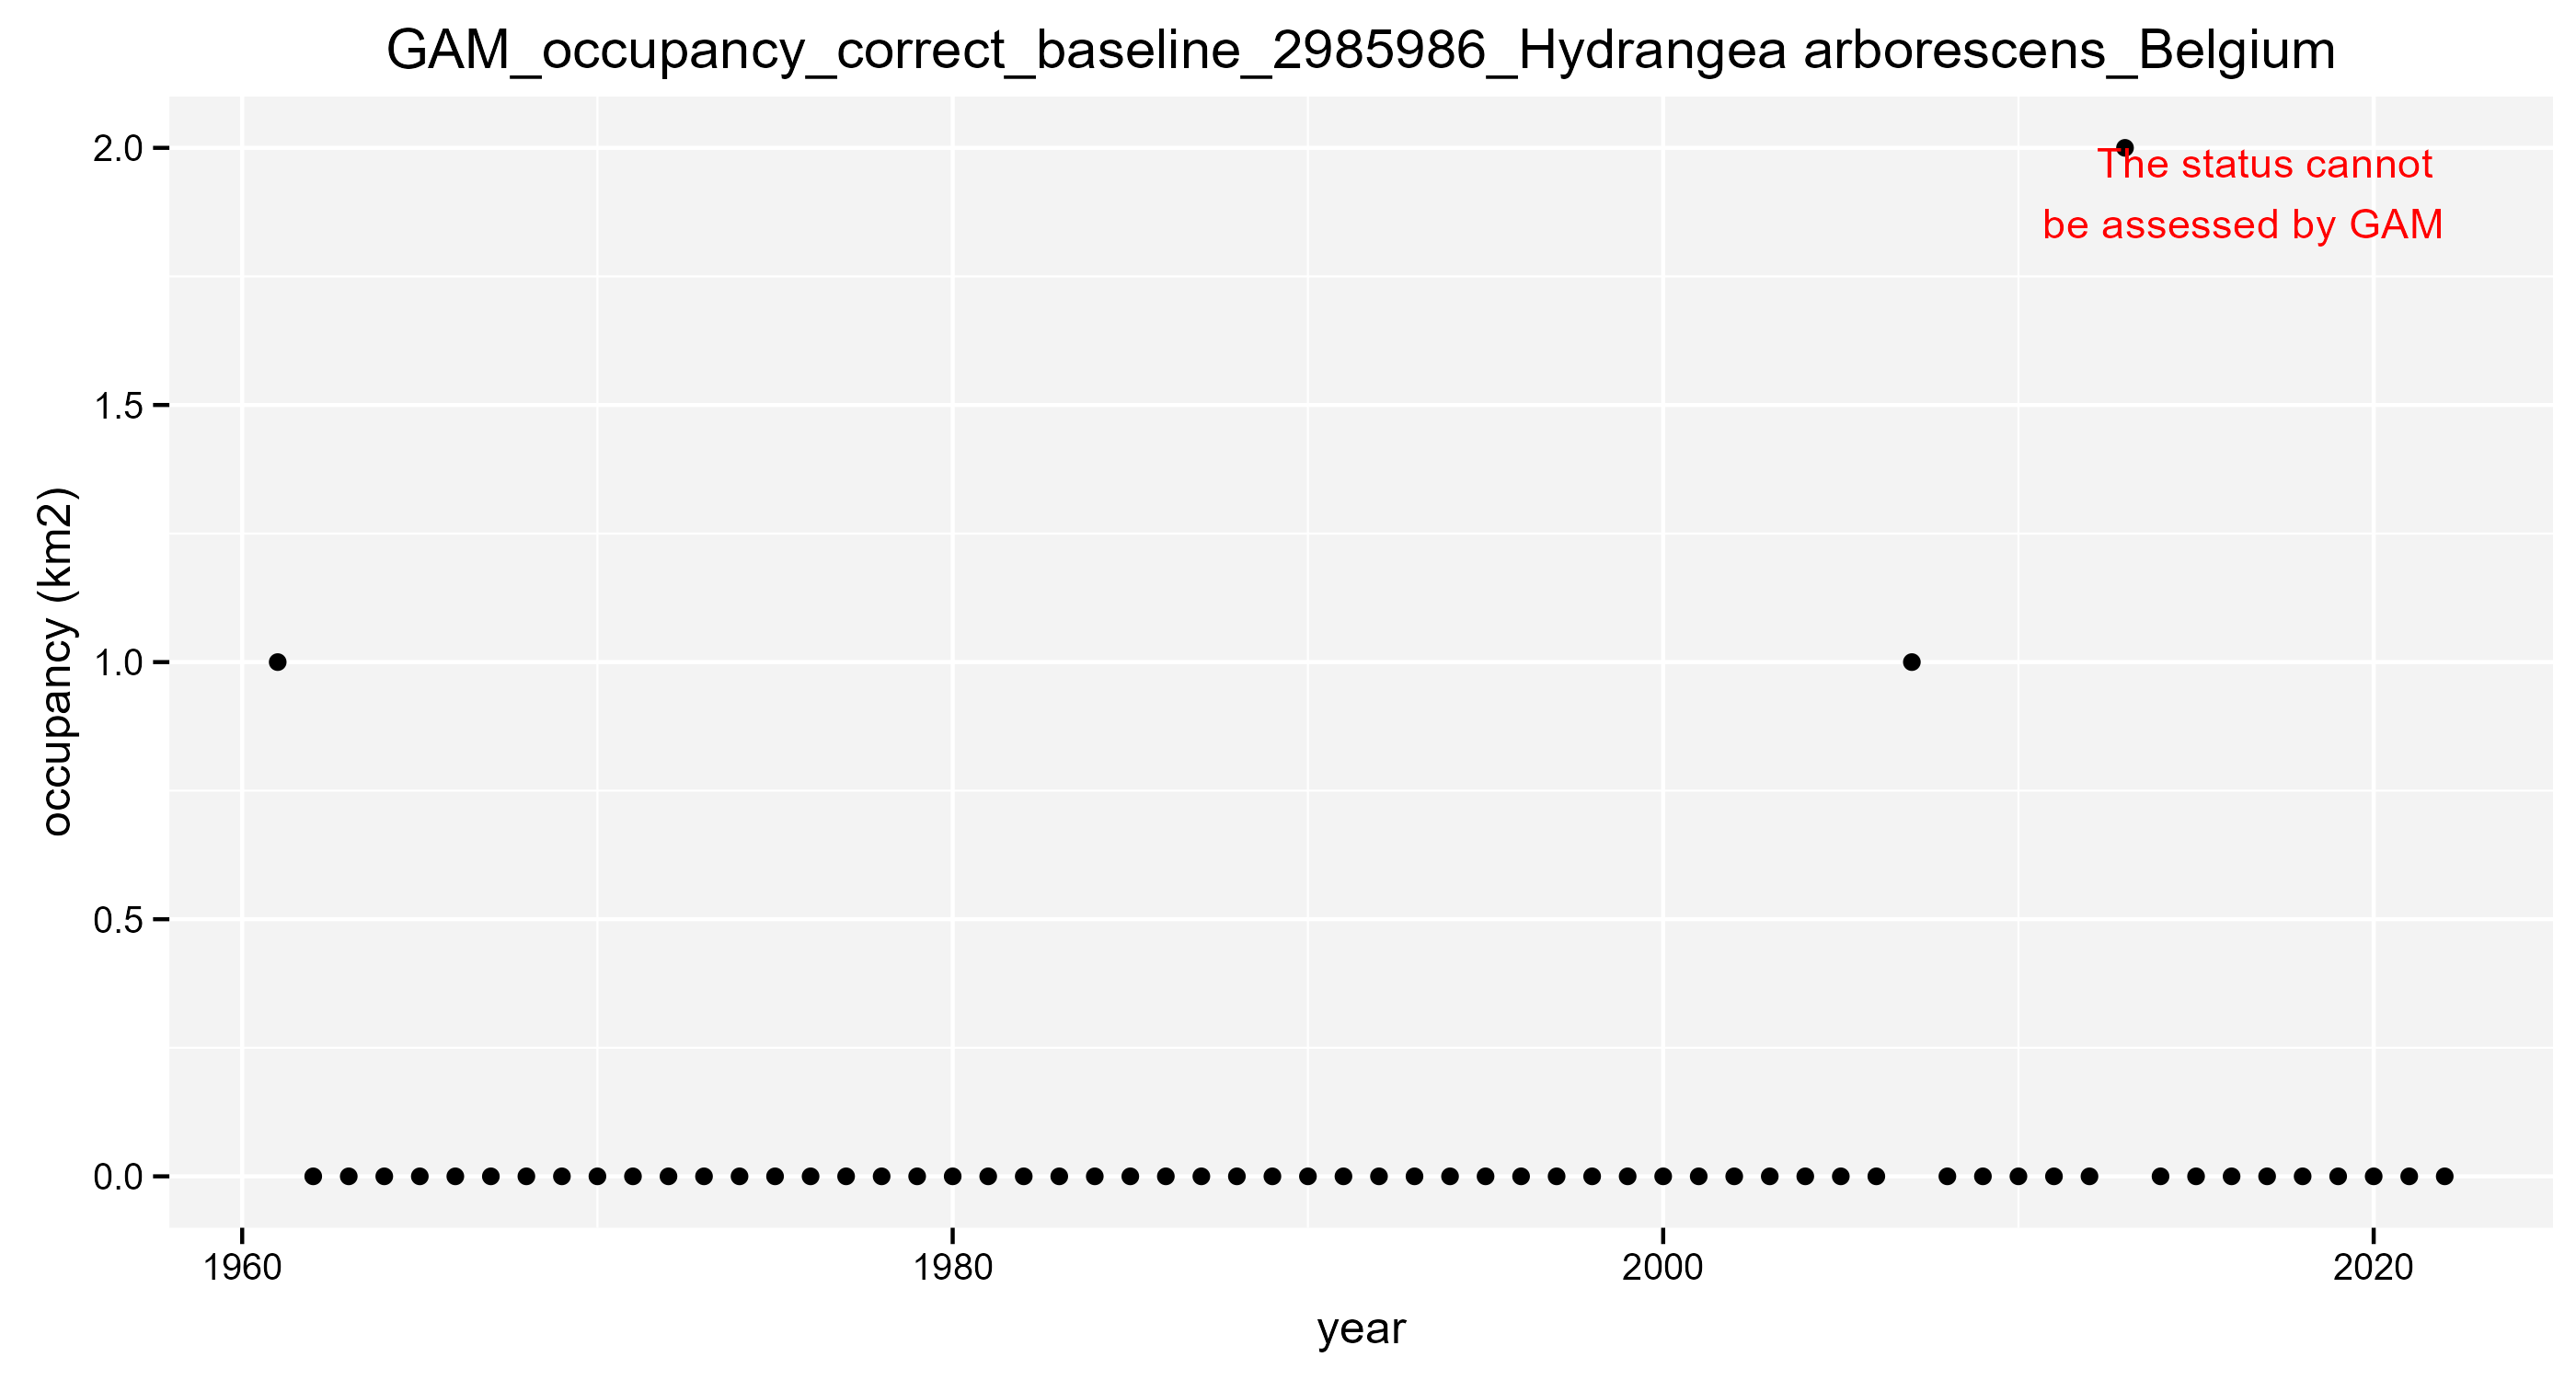 GAM_occupancy_correct_baseline_2985986_Hydrangea arborescens_Belgium
2.0
The status cannot
be assessed by GAM
1.5
1.0
0.5
0.0
occupancy (km2)
1960
1980
2000
2020
year